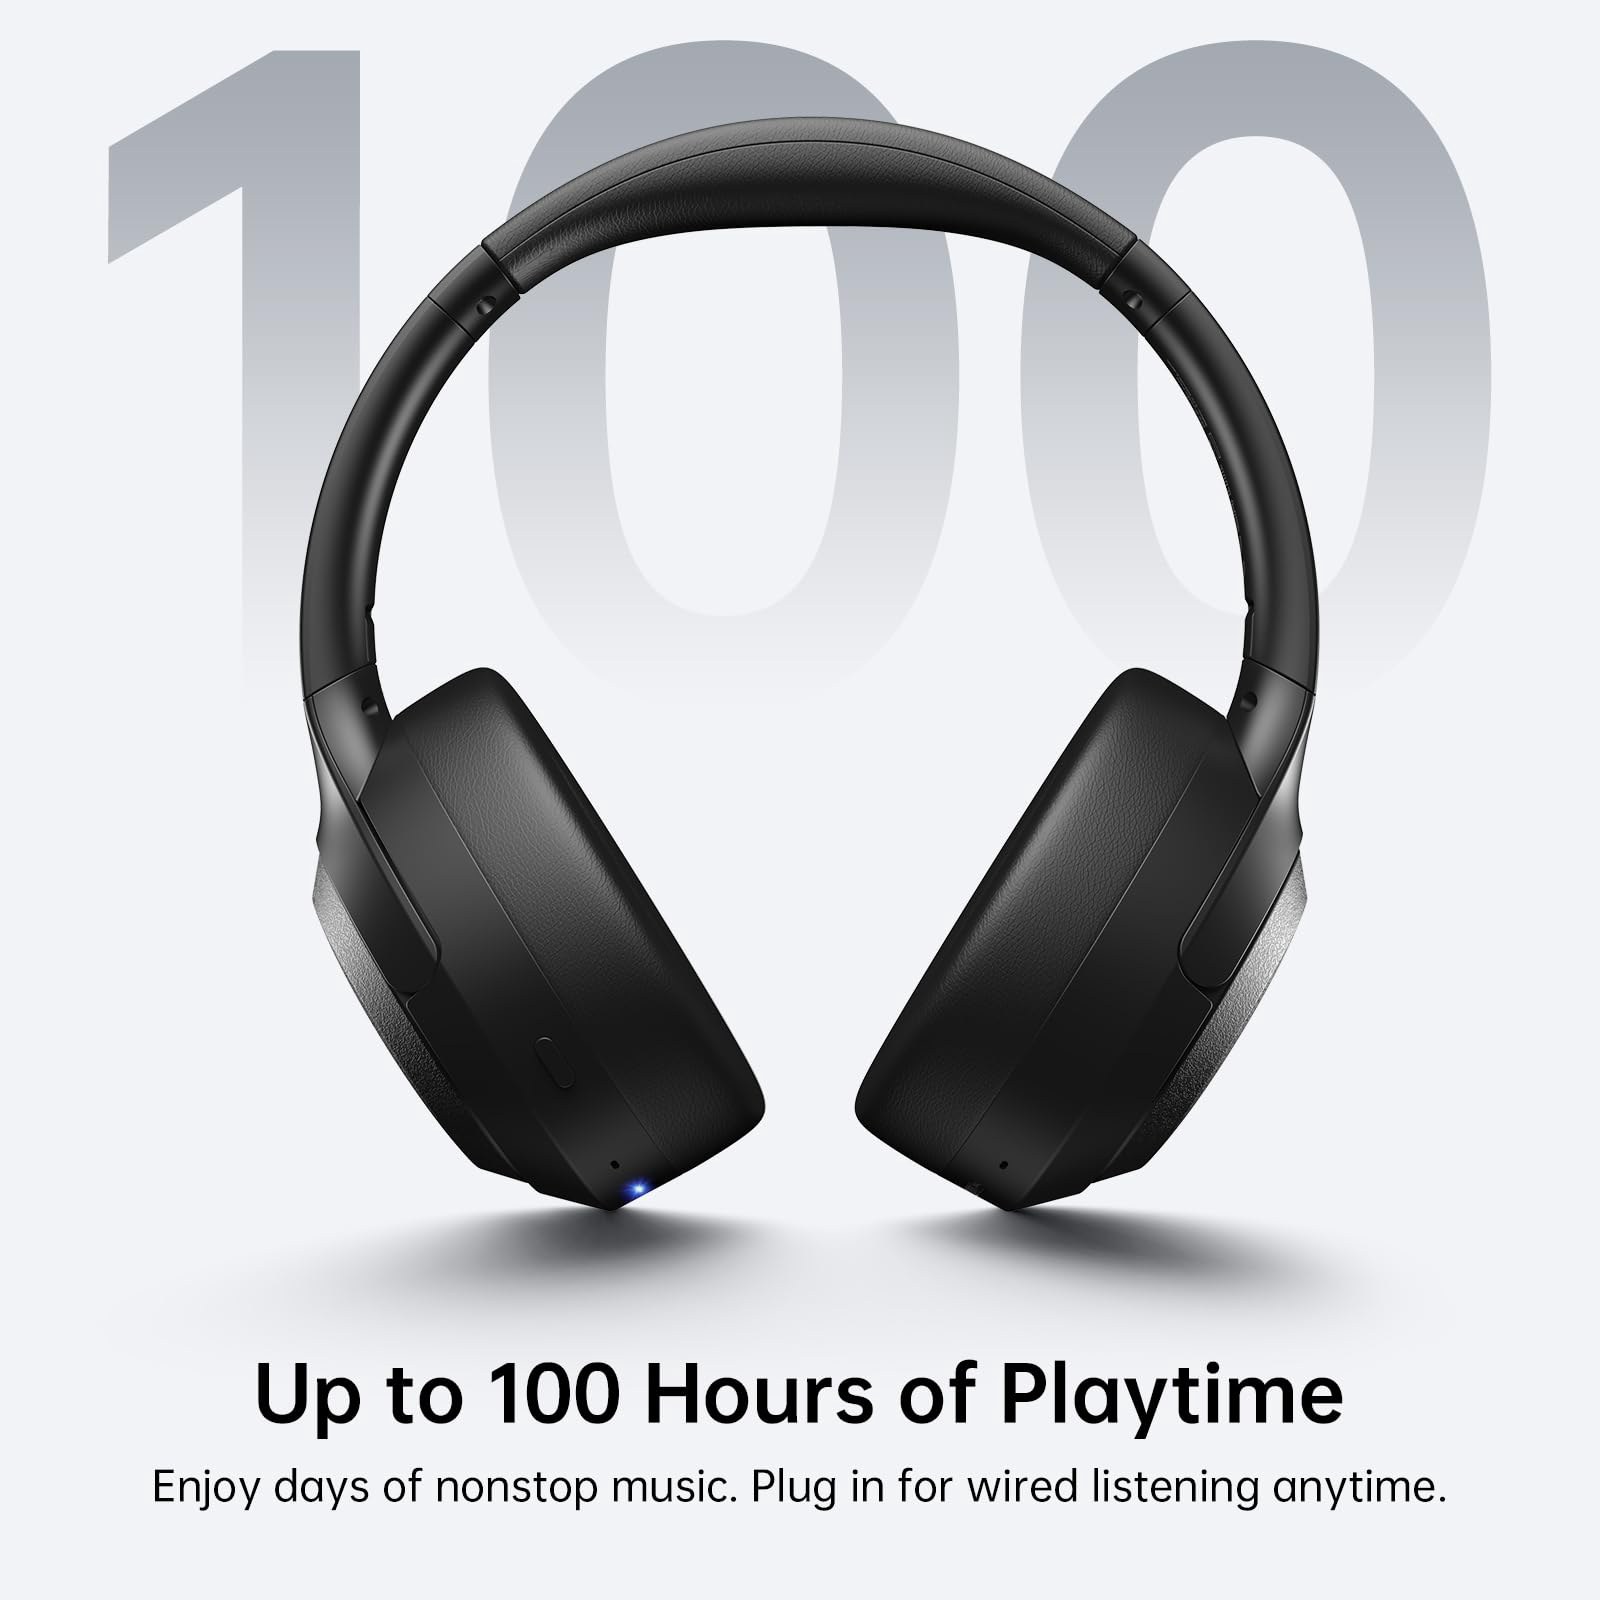 100
Up to 100 Hours of Playtime
Enjoy days of nonstop music. Plug in for wired listening anytime.